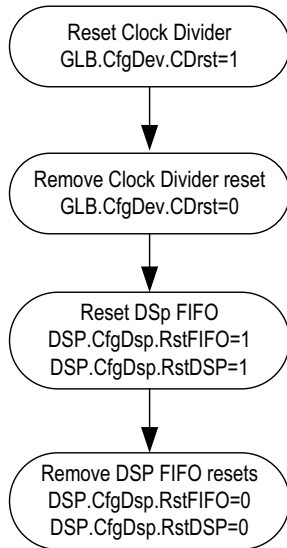 Reset Clock Divider
GLB.CfgDev.CDrst=1
Remove Clock Divider reset
GLB.CfgDev.CDrst=0
Reset DSp FIFO
DSP.CfgDsp.RstFIFO=1
DSP.CfgDsp.RstDSP=1
Remove DSP FIFO resets
DSP.CfgDsp.RstFIFO=0
DSP.CfgDsp.RstDSP=0